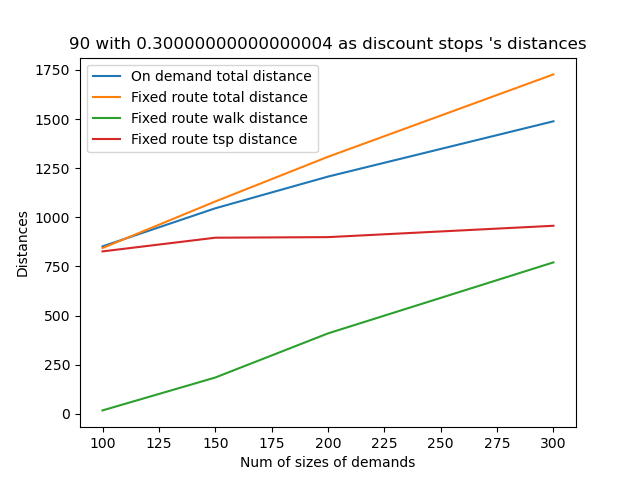 90 with 0.30000000000000004 as discount stops 's distances
On demand total distance
Fixed route total distance
Fixed route walk distance
Fixed route tsp distance
1750
1500
1250
1000
750
500
250
0
Distances
100 125 150 175 200 225 250 275 300
Num of sizes of demands